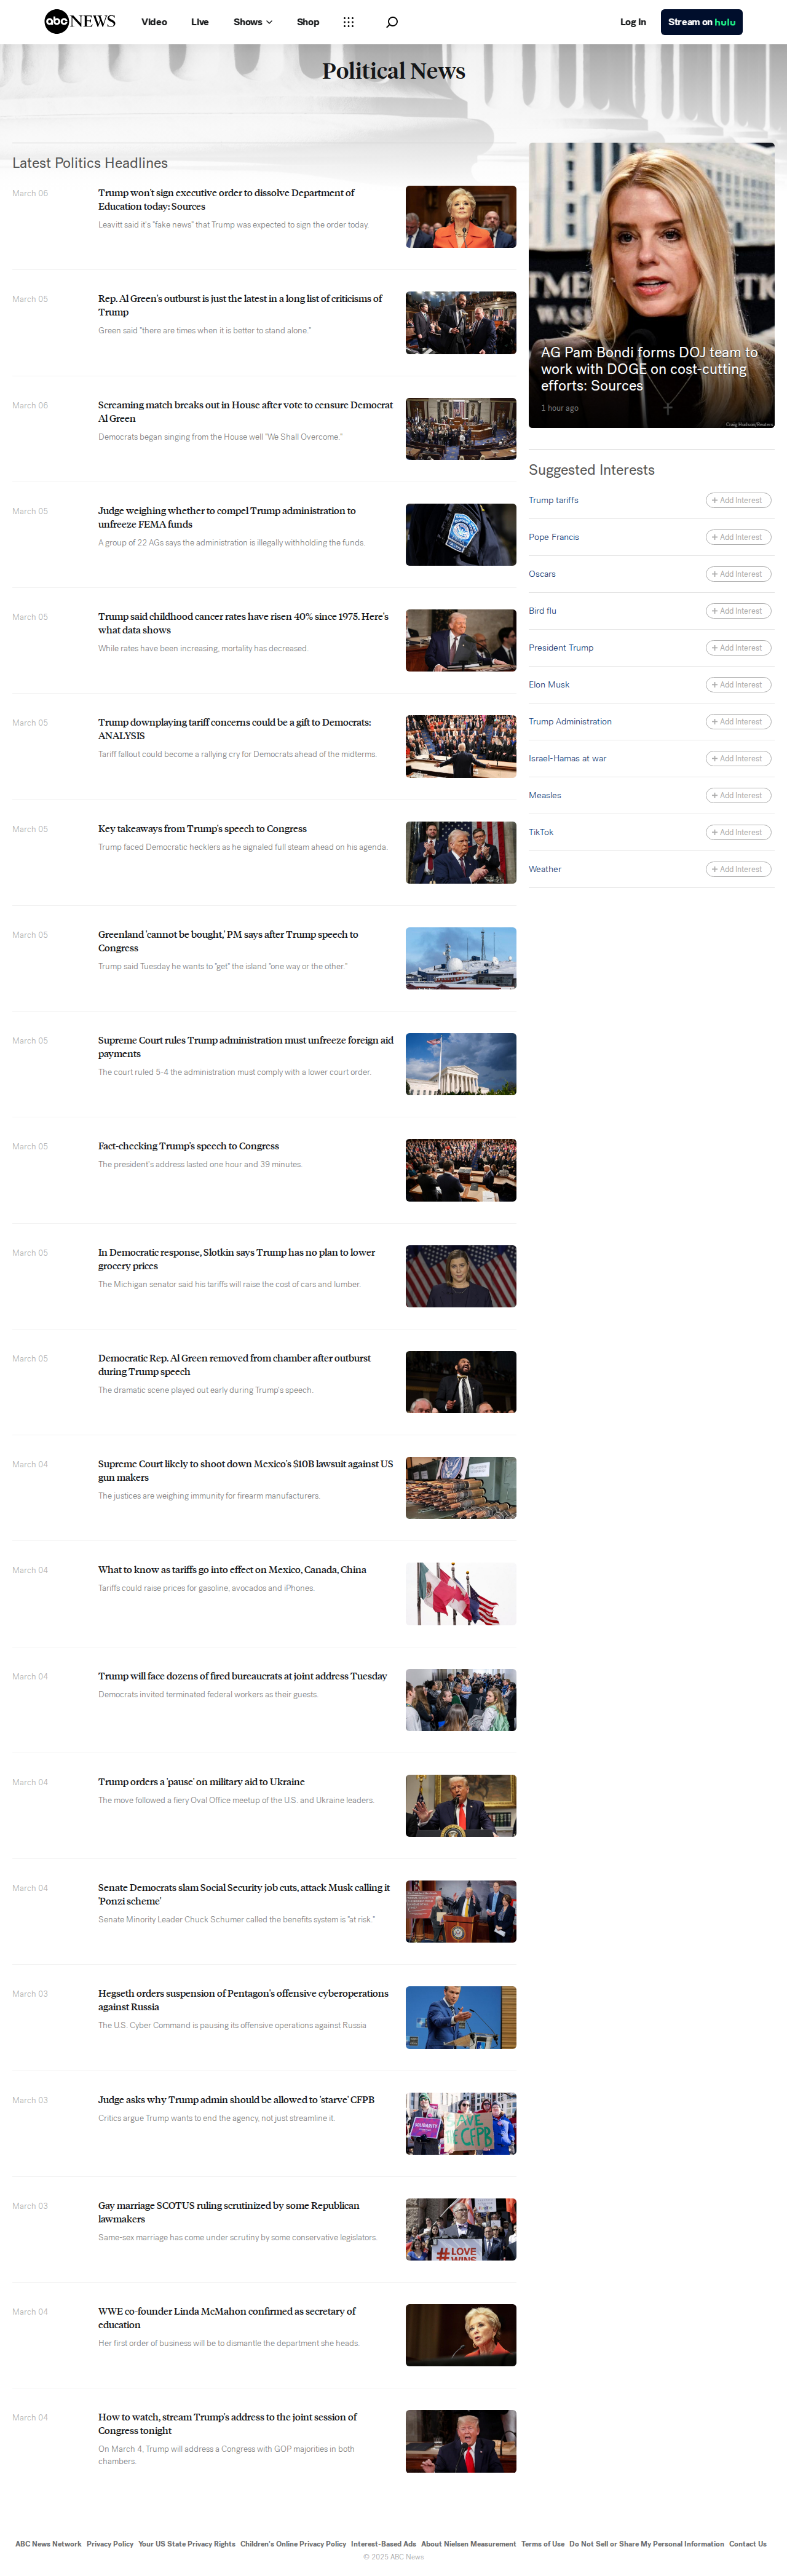 abc NEWS Video Live Shows Shop Log In Stream on hulu
Political News
Latest Politics Headlines
March 06
Trump won't sign executive order to dissolve Department of
Education today: Sources
Leavitt said it's "fake news" that Trump was expected to sign the order today.
March 05
Rep. Al Green's outburst is just the latest in a long list of criticisms of
Trump
Green said "there are times when it is better to stand alone."
March 06
Screaming match breaks out in House after vote to censure Democrat
Al Green
Democrats began singing from the House well "We Shall Overcome."
March 05
Judge weighing whether to compel Trump administration to
unfreeze FEMA funds
A group of 22 AGs says the administration is illegally withholding the funds.
March 05
Trump said childhood cancer rates have risen 40% since 1975. Here's
what data shows
While rates have been increasing, mortality has decreased.
March 05
Trump downplaying tariff concerns could be a gift to Democrats:
ANALYSIS
Tariff fallout could become a rallying cry for Democrats ahead of the midterms.
March 05
Key takeaways from Trump's speech to Congress
Trump faced Democratic hecklers as he signaled full steam ahead on his agenda.
March 05
Greenland 'cannot be bought,' PM says after Trump speech to
Congress
Trump said Tuesday he wants to "get" the island "one way or the other."
March 05
Supreme Court rules Trump administration must unfreeze foreign aid
payments
The court ruled 5-4 the administration must comply with a lower court order.
March 05
Fact-checking Trump's speech to Congress
The president's address lasted one hour and 39 minutes.
March 05
In Democratic response, Slotkin says Trump has no plan to lower
grocery prices
The Michigan senator said his tariffs will raise the cost of cars and lumber.
March 05
Democratic Rep. Al Green removed from chamber after outburst
during Trump speech
The dramatic scene played out early during Trump's speech.
March 04
Supreme Court likely to shoot down Mexico's $10B lawsuit against US
gun makers
The justices are weighing immunity for firearm manufacturers.
March 04
What to know as tariffs go into effect on Mexico, Canada, China
Tariffs could raise prices for gasoline, avocados and iPhones.
March 04
Trump will face dozens of fired bureaucrats at joint address Tuesday
Democrats invited terminated federal workers as their guests.
March 04
Trump orders a 'pause' on military aid to Ukraine
The move followed a fiery Oval Office meetup of the U.S. and Ukraine leaders.
March 04
Senate Democrats slam Social Security job cuts, attack Musk calling it
'Ponzi scheme'
Senate Minority Leader Chuck Schumer called the benefits system is "at risk."
March 03
Hegseth orders suspension of Pentagon's offensive cyberoperations
against Russia
The U.S. Cyber Command is pausing its offensive operations against Russia
March 03
Judge asks why Trump admin should be allowed to 'starve' CFPB
Critics argue Trump wants to end the agency, not just streamline it.
March 03
Gay marriage SCOTUS ruling scrutinized by some Republican
lawmakers
Same-sex marriage has come under scrutiny by some conservative legislators.
#LOVE
WINS
March 04
WWE co-founder Linda McMahon confirmed as secretary of
education
Her first order of business will be to dismantle the department she heads.
March 04
How to watch, stream Trump's address to the joint session of
Congress tonight
On March 4, Trump will address a Congress with GOP majorities in both
chambers.
AG Pam Bondi forms DOJ team to
work with DOGE on cost-cutting
efforts: Sources
1 hour ago
Craig Hudson/Reuters
Suggested Interests
Trump tariffs + Add Interest
Pope Francis + Add Interest
Oscars + Add Interest
Bird flu + Add Interest
President Trump + Add Interest
Elon Musk + Add Interest
Trump Administration + Add Interest
Israel-Hamas at war + Add Interest
Measles + Add Interest
TikTok + Add Interest
Weather + Add Interest
ABC News Network Privacy Policy Your US State Privacy Rights Children's Online Privacy Policy Interest-Based Ads About Nielsen Measurement Terms of Use Do Not Sell or Share My Personal Information Contact Us
© 2025 ABC News